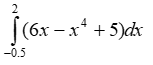 ∫_{-0.5}^{2} (6x − x⁴ + 5)dx